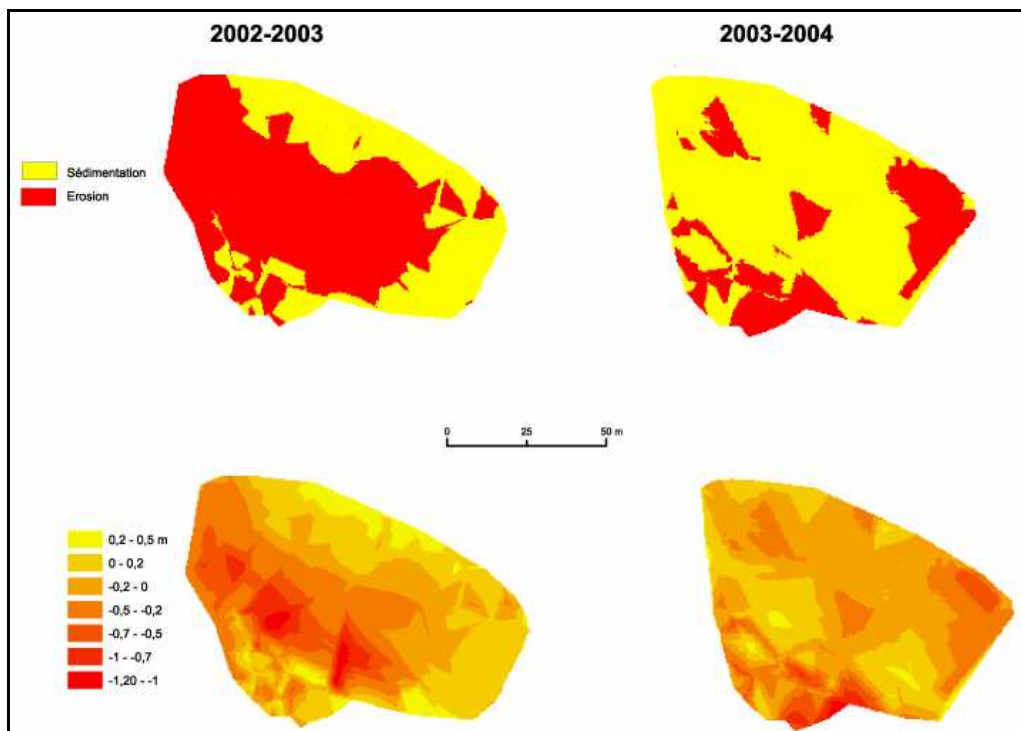 2002-2003
2003-2004
Sédimentation
Erosion
0 25 50 m
0,2 - 0,5 m
0 - 0,2
-0,2 - 0
-0,5 - -0,2
-0,7 - -0,5
-1 - -0,7
-1,20 - -1